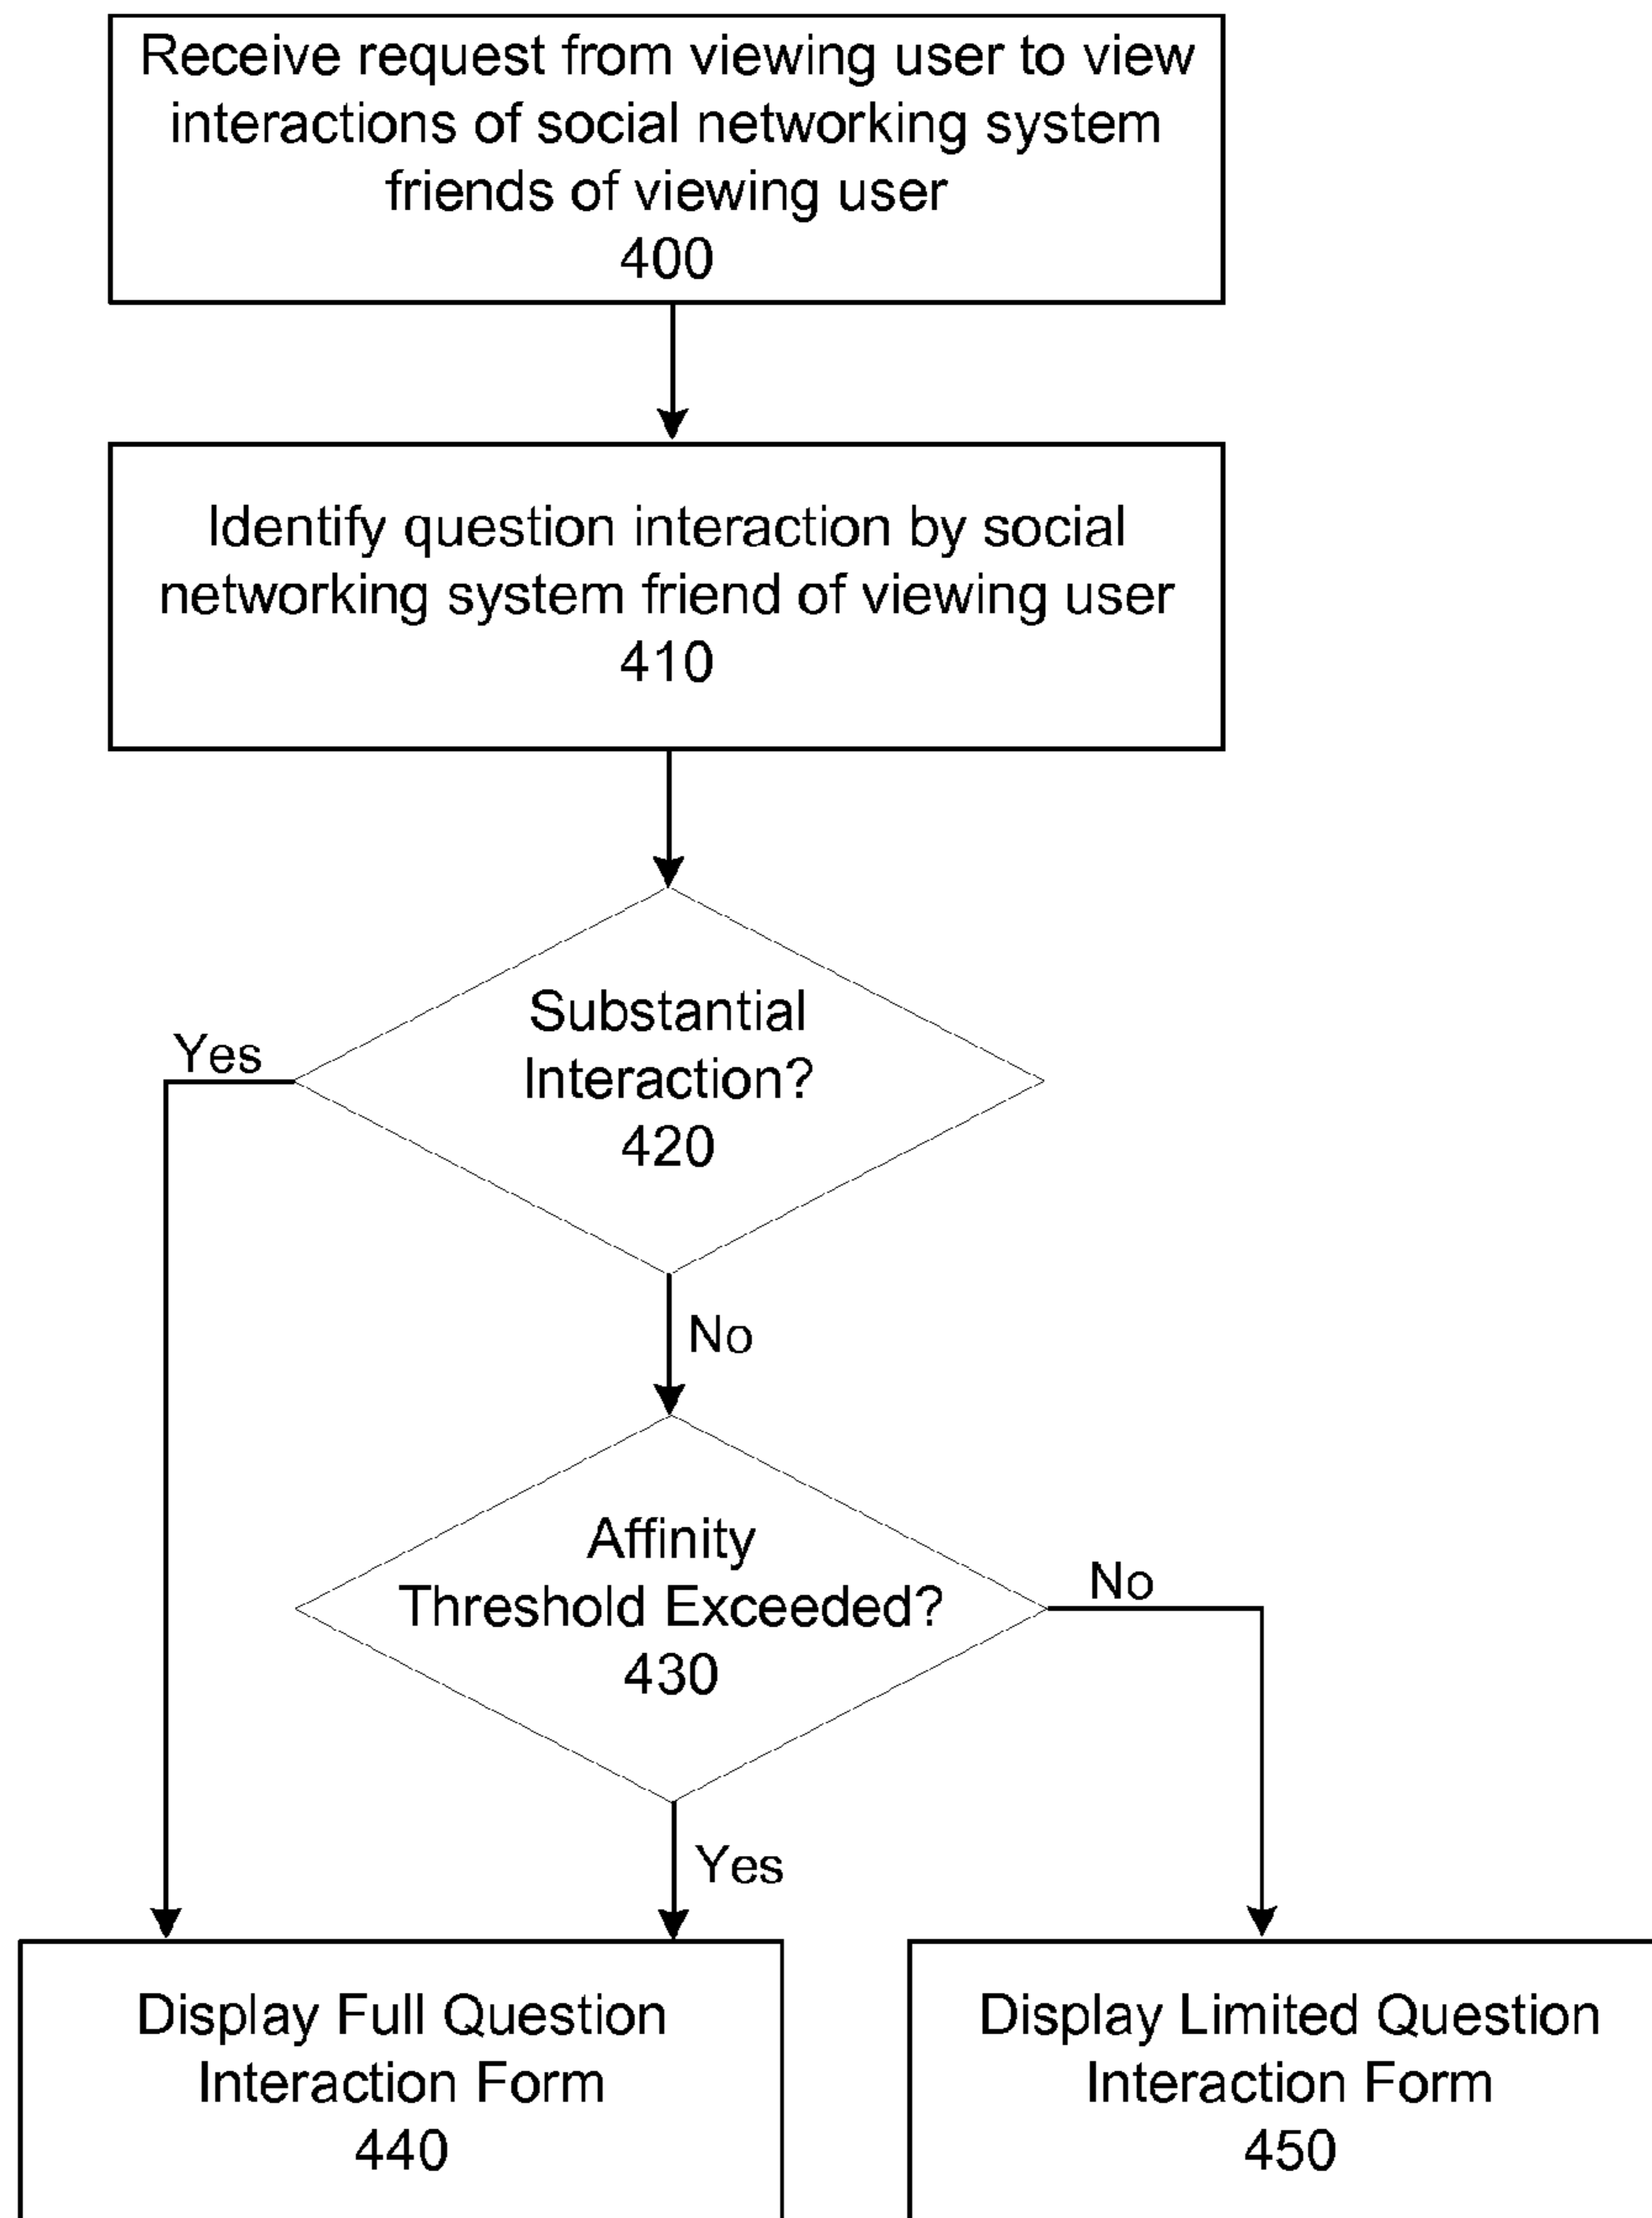 Receive request from viewing user to view
interactions of social networking system
friends of viewing user
400
Identify question interaction by social
networking system friend of viewing user
410
Substantial
Interaction?
420
Yes
No
Affinity
Threshold Exceeded?
430
No
Yes
Display Full Question
Interaction Form
440
Display Limited Question
Interaction Form
450